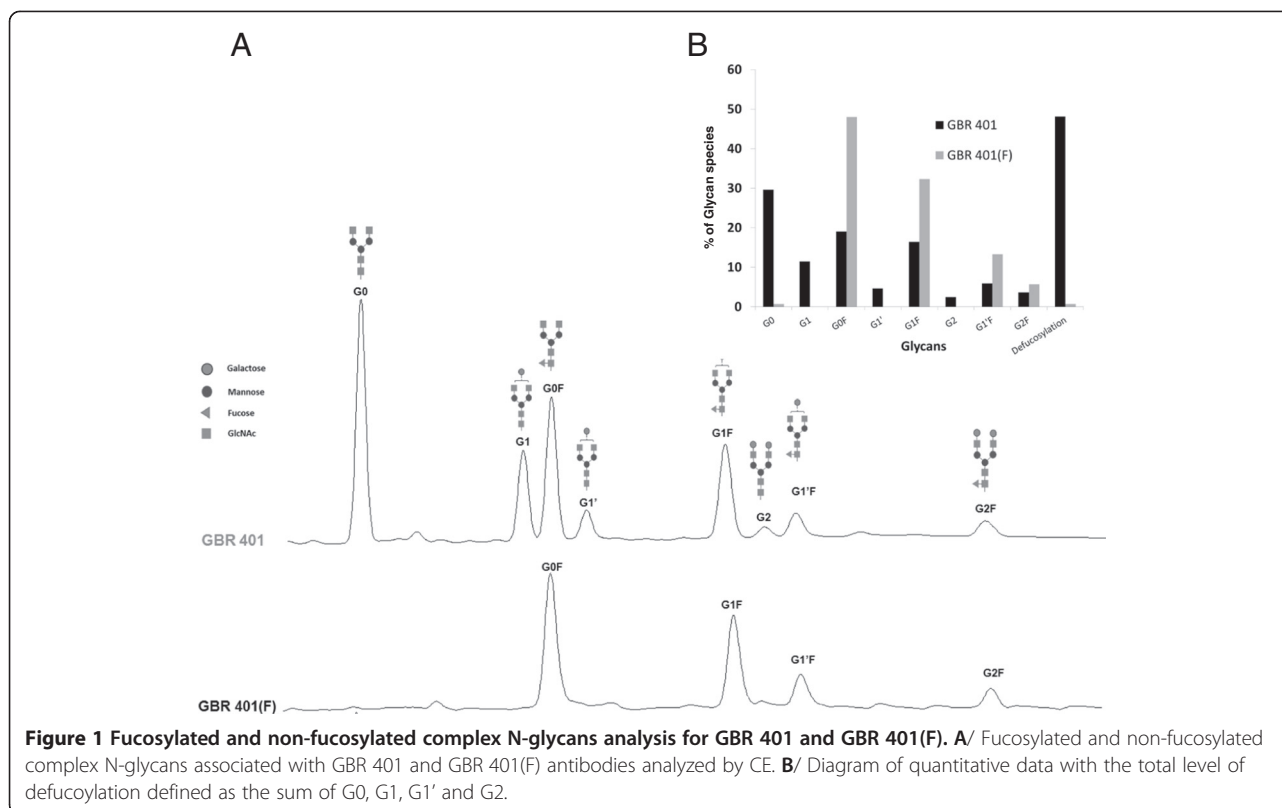 A
B
60
50
40
30
20
10
0
% of Glycan species
GBR 401
GBR 401(F)
G0
G1
G0F
G1'
G1F
G2
G1'F
G2F
Defucosylation
Glycans
Galactose
Mannose
Fucose
GlcNAc
G0
G1
G0F
G1'
G1F
G2
G1'F
G2F
GBR 401
G0F
G1F
G1'F
G2F
GBR 401(F)
Figure 1 Fucosylated and non-fucosylated complex N-glycans analysis for GBR 401 and GBR 401(F). A/ Fucosylated and non-fucosylated
complex N-glycans associated with GBR 401 and GBR 401(F) antibodies analyzed by CE. B/ Diagram of quantitative data with the total level of
defucoylation defined as the sum of G0, G1, G1' and G2.